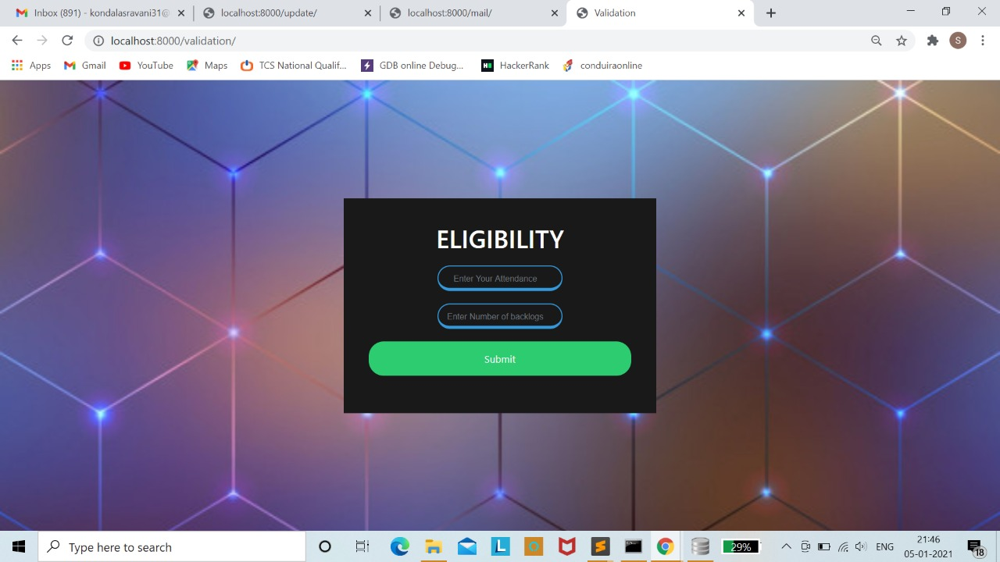 Inbox (891) - kondalasravani31@
localhost:8000/update/
localhost:8000/mail/
Validation
localhost:8000/validation/
S
Apps
Gmail
YouTube
Maps
TCS National Qualif...
GDB online Debug...
HackerRank
conduiraonline
ELIGIBILITY
Enter Your Attendance
Enter Number of backlogs
Submit
Type here to search
L
29%
ENG
21:46
05-01-2021
18